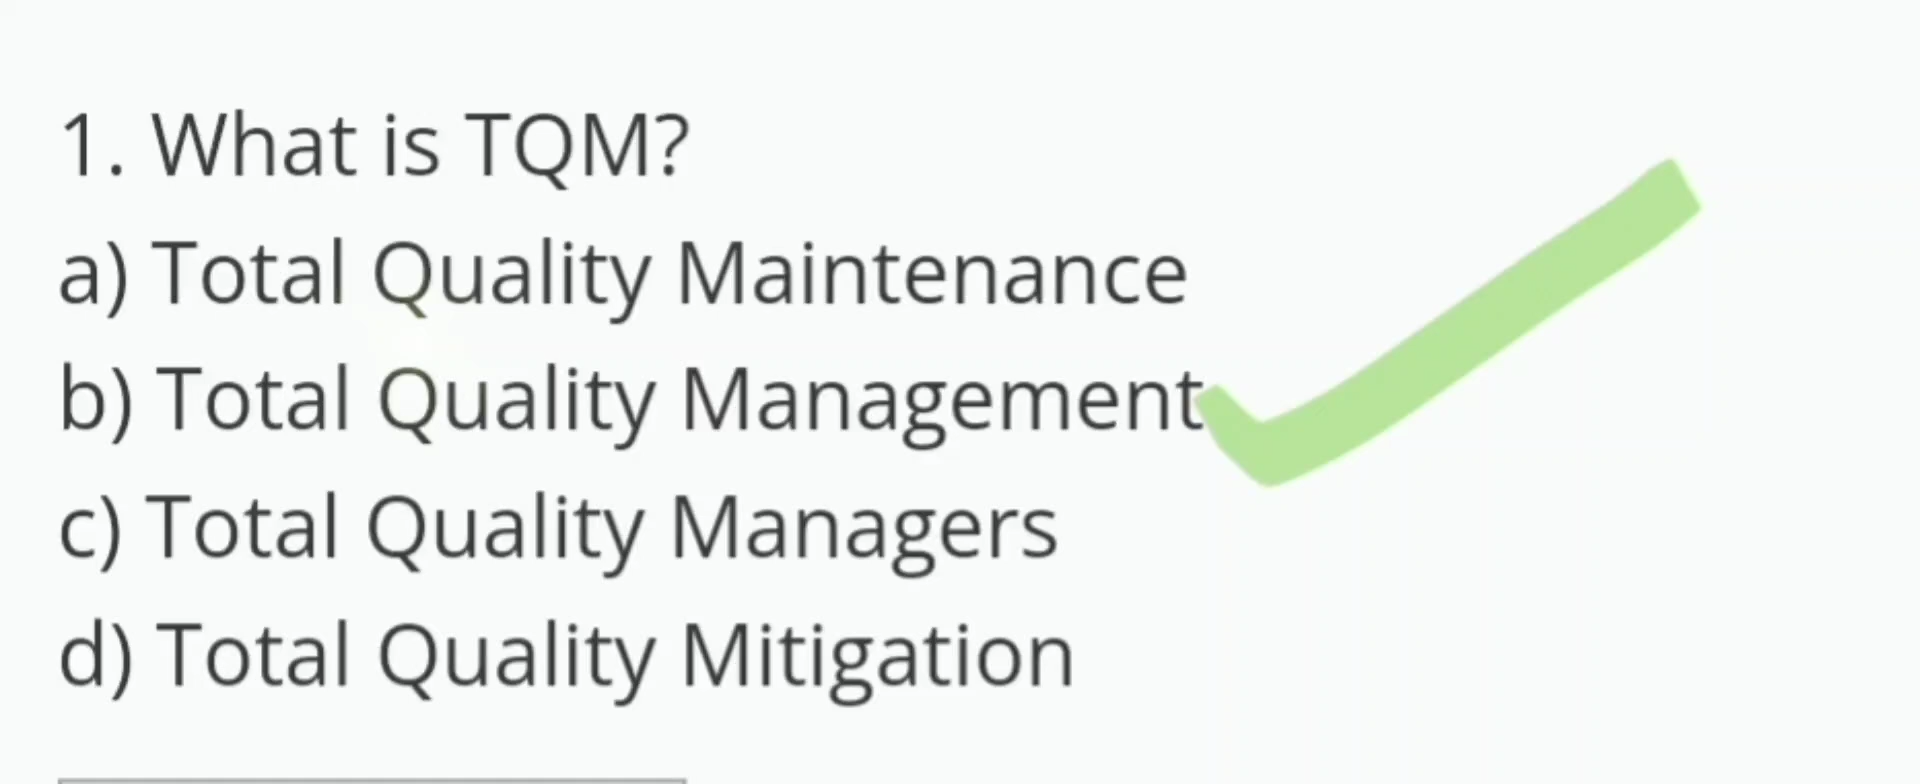 1. What is TQM?
a) Total Quality Maintenance
b) Total Quality Management
c) Total Quality Managers
d) Total Quality Mitigation